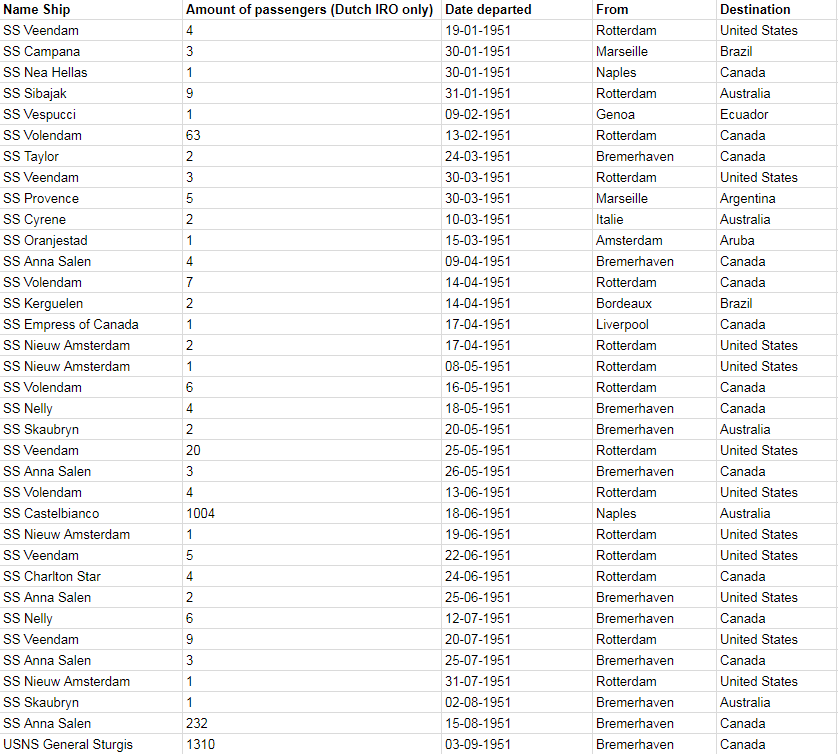 Name Ship Amount of passengers (Dutch IRO only) Date departed From Destination
SS Veendam 4 19-01-1951 Rotterdam United States
SS Campana 3 30-01-1951 Marseille Brazil
SS Nea Hellas 1 30-01-1951 Naples Canada
SS Sibajak 9 31-01-1951 Rotterdam Australia
SS Vespucci 1 09-02-1951 Genoa Ecuador
SS Volendam 63 13-02-1951 Rotterdam Canada
SS Taylor 2 24-03-1951 Bremerhaven Canada
SS Veendam 3 30-03-1951 Rotterdam United States
SS Provence 5 30-03-1951 Marseille Argentina
SS Cyrene 2 10-03-1951 Italie Australia
SS Oranjestad 1 15-03-1951 Amsterdam Aruba
SS Anna Salen 4 09-04-1951 Bremerhaven Canada
SS Volendam 7 14-04-1951 Rotterdam Canada
SS Kerguelen 2 14-04-1951 Bordeaux Brazil
SS Empress of Canada 1 17-04-1951 Liverpool Canada
SS Nieuw Amsterdam 2 17-04-1951 Rotterdam United States
SS Nieuw Amsterdam 1 08-05-1951 Rotterdam United States
SS Volendam 6 16-05-1951 Rotterdam Canada
SS Nelly 4 18-05-1951 Bremerhaven Canada
SS Skaubryn 2 20-05-1951 Bremerhaven Australia
SS Veendam 20 25-05-1951 Rotterdam United States
SS Anna Salen 3 26-05-1951 Bremerhaven Canada
SS Volendam 4 13-06-1951 Rotterdam United States
SS Castelbianco 1004 18-06-1951 Naples Australia
SS Nieuw Amsterdam 1 19-06-1951 Rotterdam United States
SS Veendam 5 22-06-1951 Rotterdam United States
SS Charlton Star 4 24-06-1951 Rotterdam Canada
SS Anna Salen 2 25-06-1951 Bremerhaven United States
SS Nelly 6 12-07-1951 Bremerhaven Canada
SS Veendam 9 20-07-1951 Rotterdam United States
SS Anna Salen 3 25-07-1951 Bremerhaven Canada
SS Nieuw Amsterdam 1 31-07-1951 Rotterdam United States
SS Skaubryn 1 02-08-1951 Bremerhaven Australia
SS Anna Salen 232 15-08-1951 Bremerhaven Canada
USNS General Sturgis 1310 03-09-1951 Bremerhaven Canada